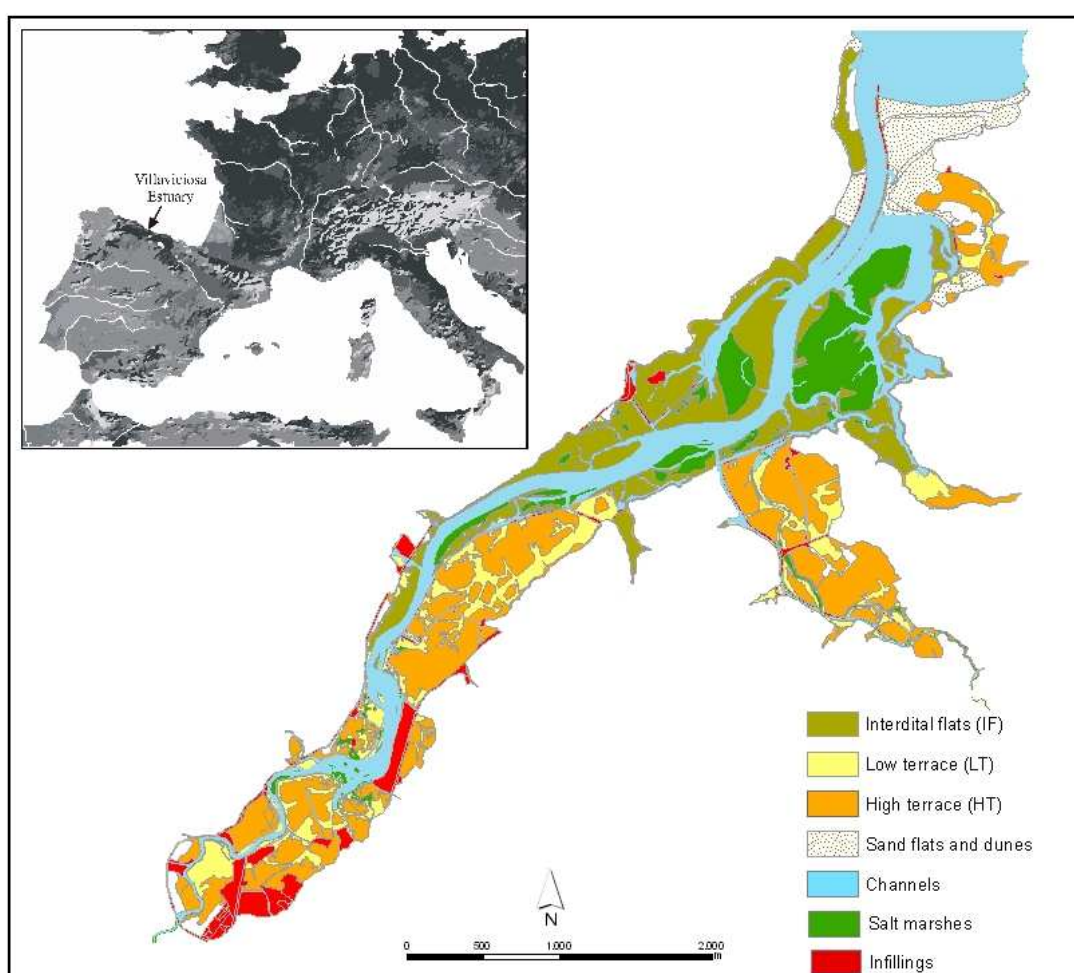 Villaviciosa
Estuary
Interdital flats (IF)
Low terrace (LT)
High terrace (HT)
Sand flats and dunes
Channels
Salt marshes
Infillings
N
0 500 1.000 2.000
m